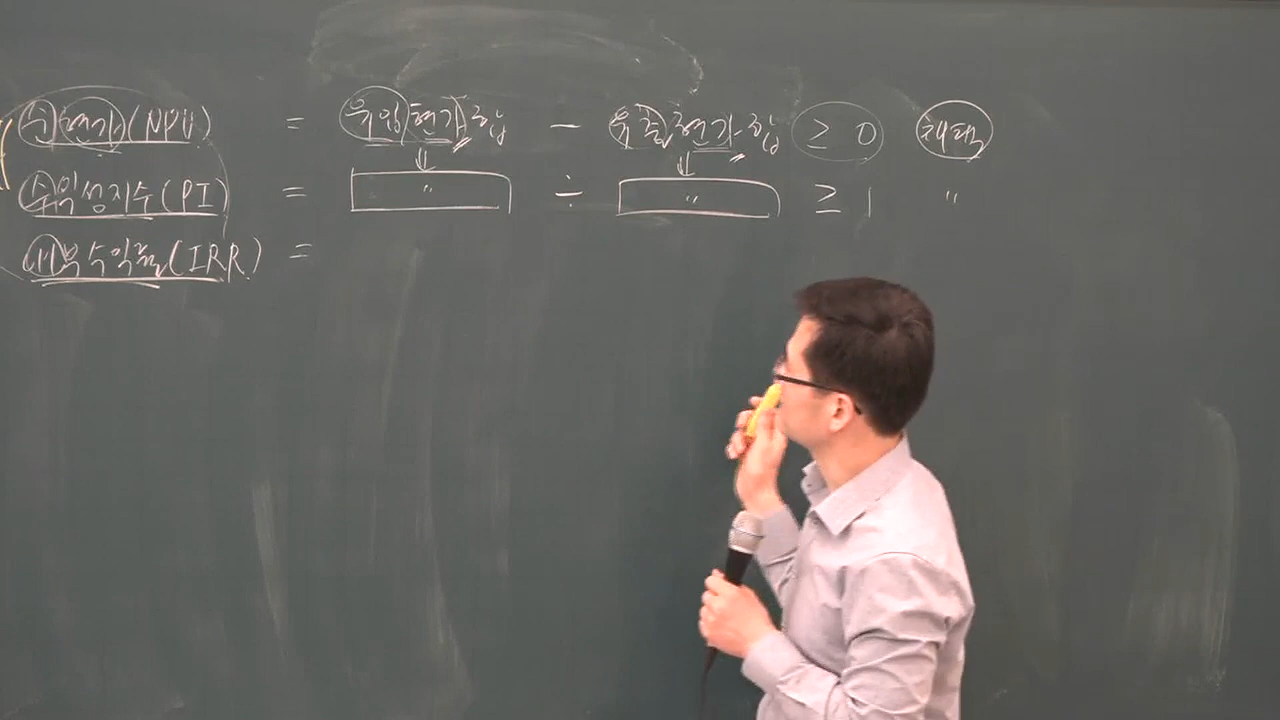 순현가(NPV) = 유입현가합 - 유출현가합 ≥ 0 채택
수익성지수(PI) = 〃 ÷ 〃 ≥ 1 〃
내부수익률(IRR) =